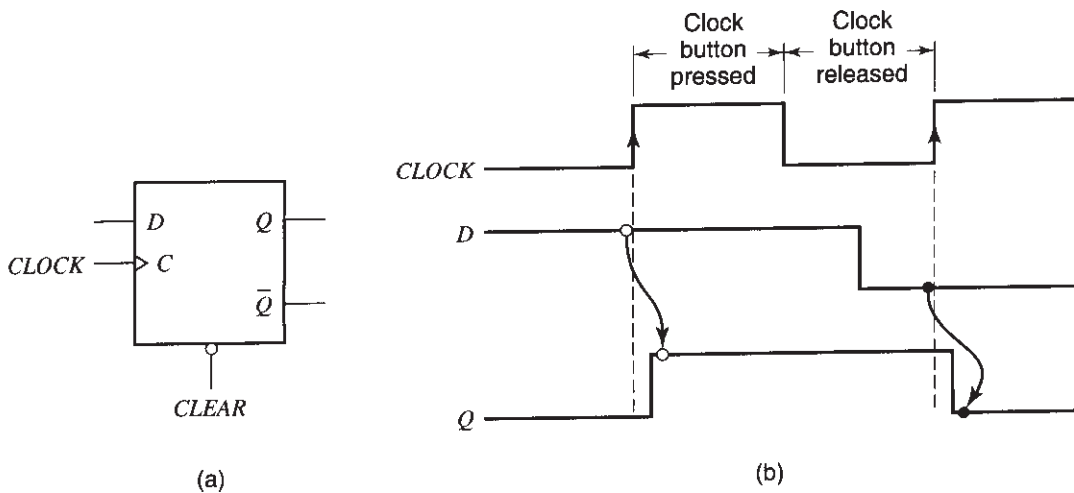 D
Q
CLOCK
C
Q̅
CLEAR
(a)
Clock
button
pressed
Clock
button
released
CLOCK
D
Q
(b)